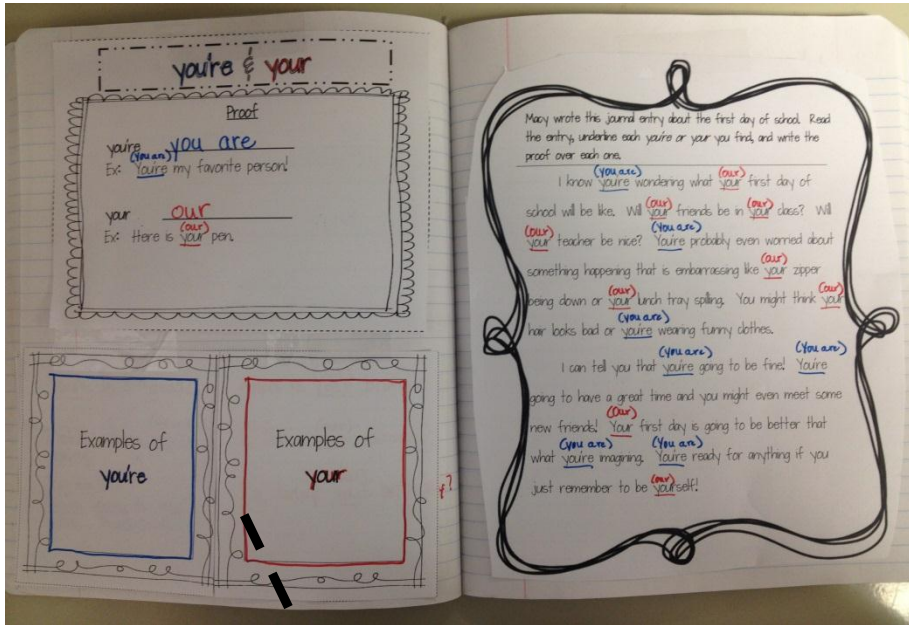 you're & your
Proof
you're you are
(You are)
Ex: You're my favorite person!
your our
(our)
Ex: Here is your pen.
Examples of
you're
Examples of
your
Macy wrote this journal entry about the first day of school. Read
the entry, underline each you're or your you find, and write the
proof over each one.
(you are) (our)
I know you're wondering what your first day of
(our) (our)
school will be like. Will your friends be in your class? Will
(our) (You are)
your teacher be nice? You're probably even worried about
(our)
something happening that is embarrassing like your zipper
(our) (our)
being down or your lunch tray spilling. You might think your
(you are)
hair looks bad or you're wearing funny clothes.
(you are) (You are)
I can tell you that you're going to be fine! You're
going to have a great time and you might even meet some
(Our)
new friends! Your first day is going to be better that
(you are) (You are)
what you're imagining. You're ready for anything if you
(our)
just remember to be yourself!